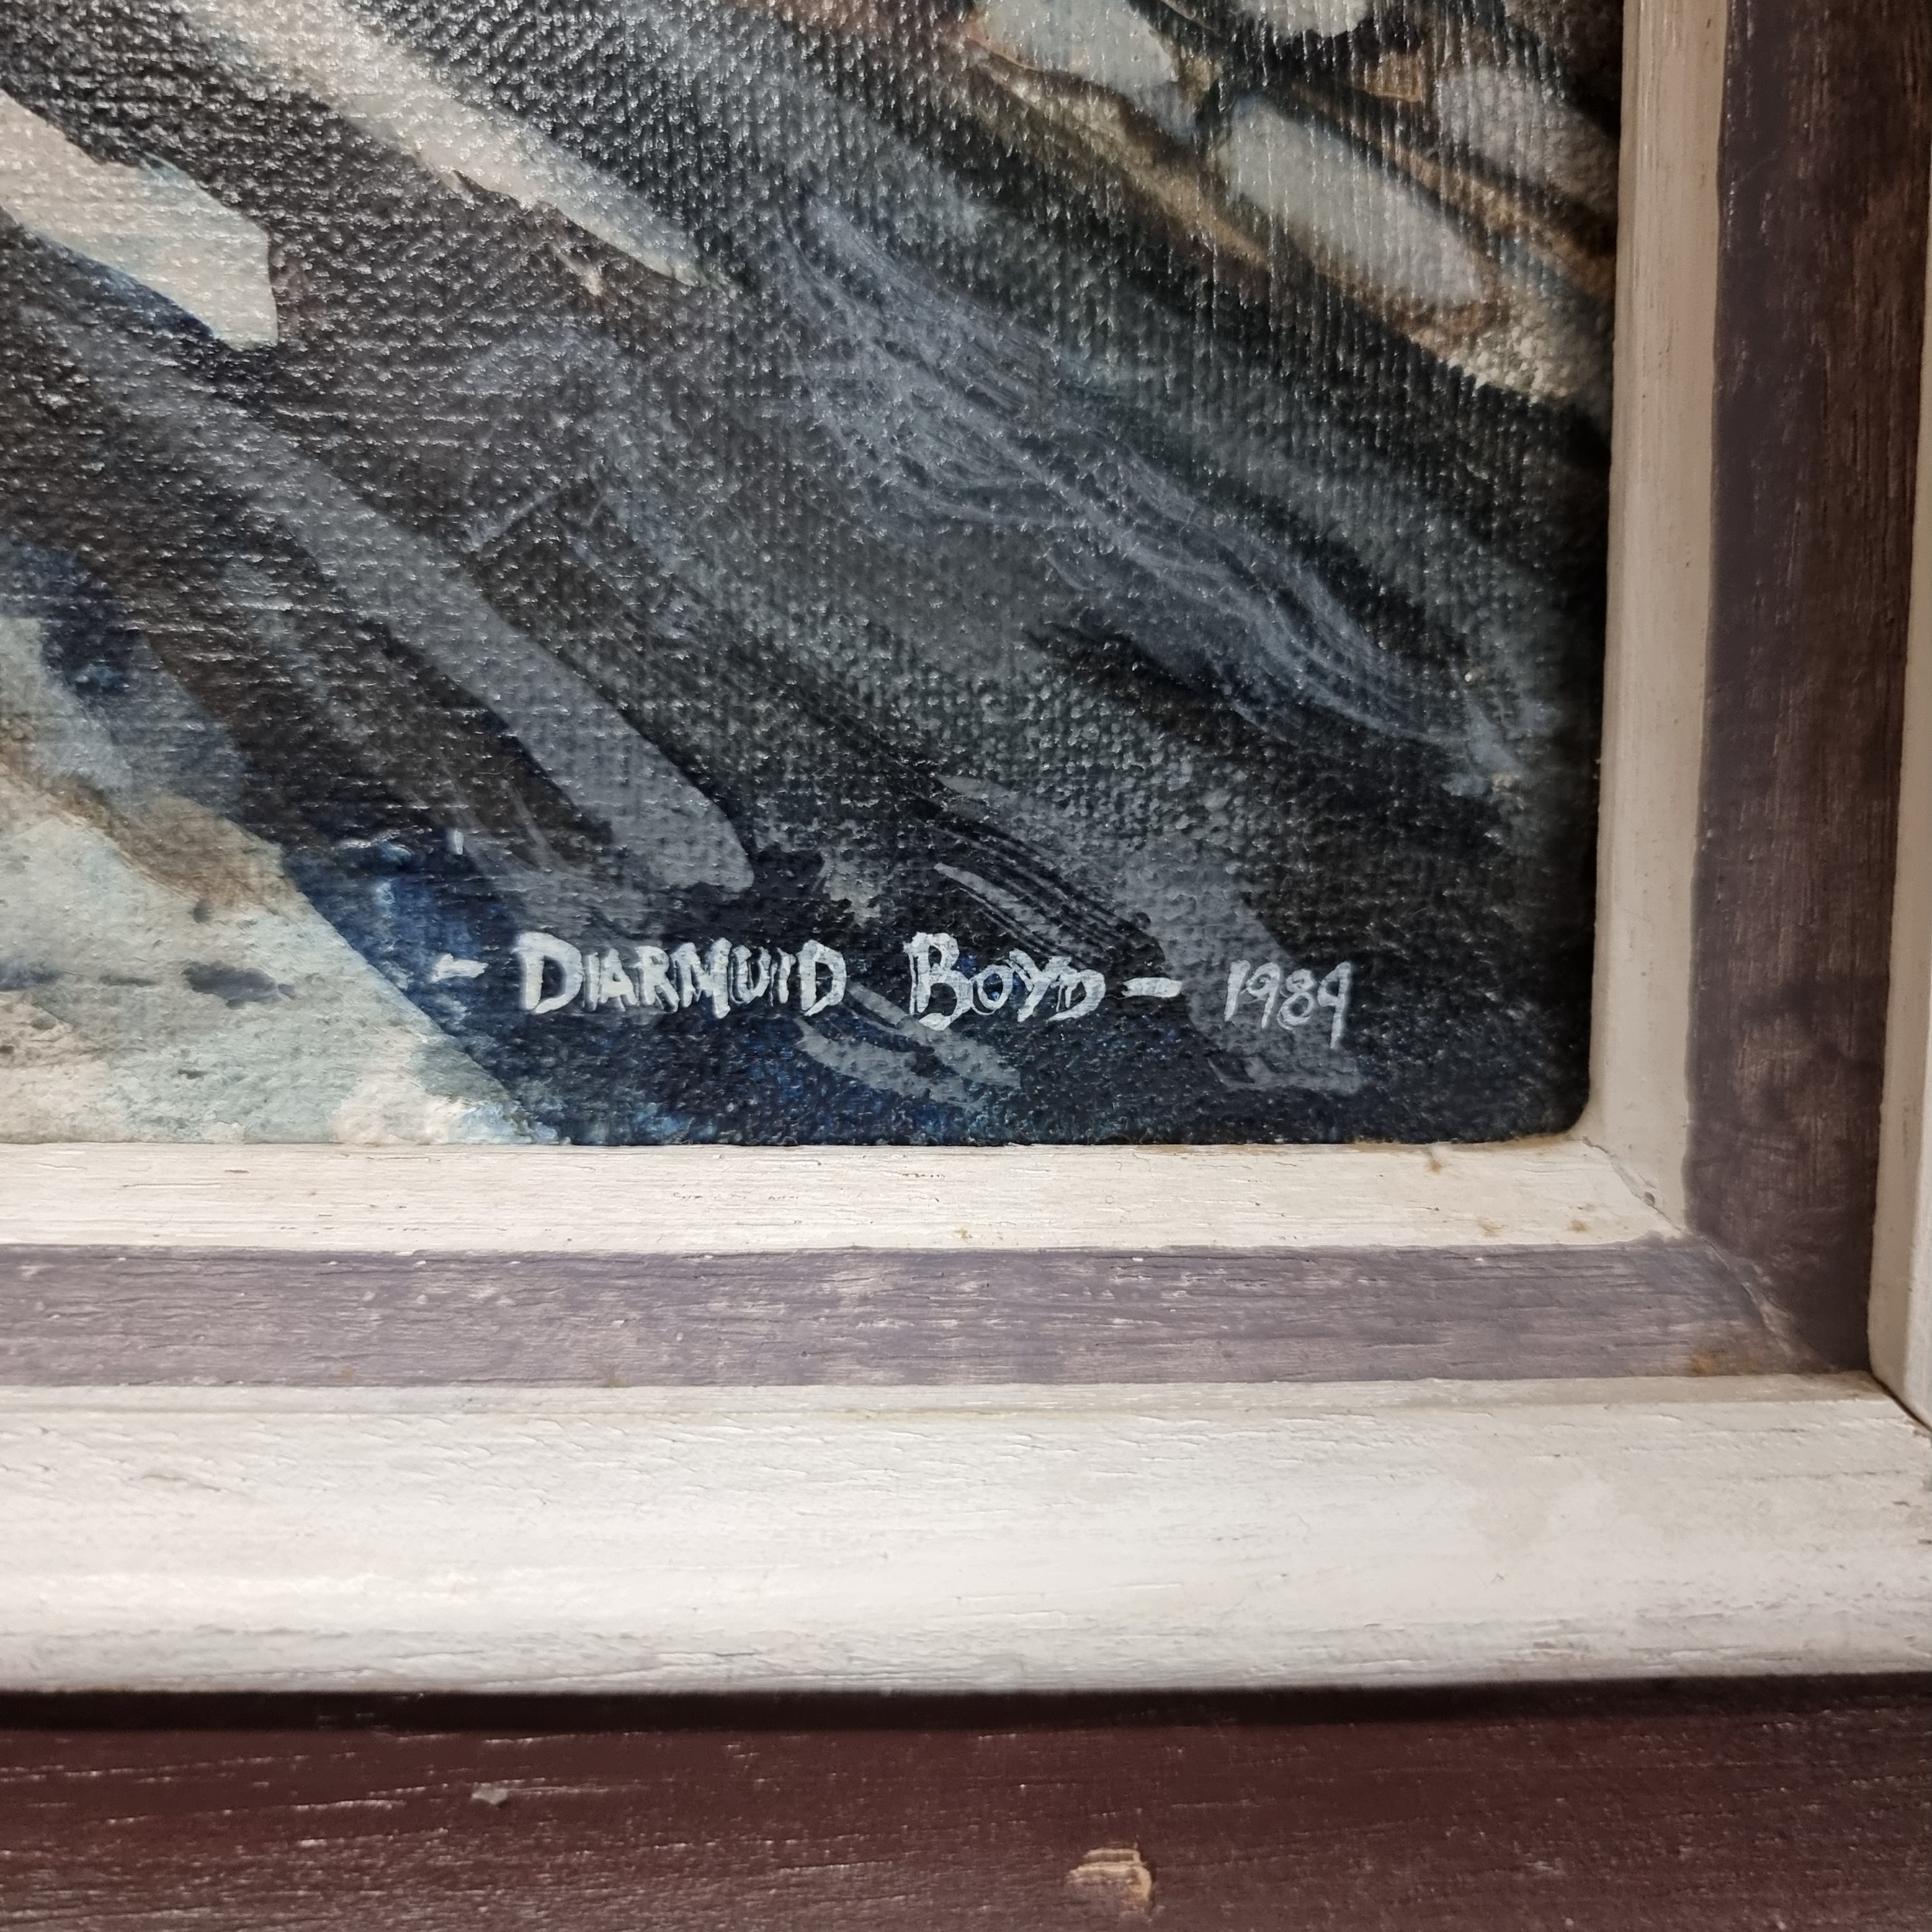 - DIARMUID BOYD - 1989